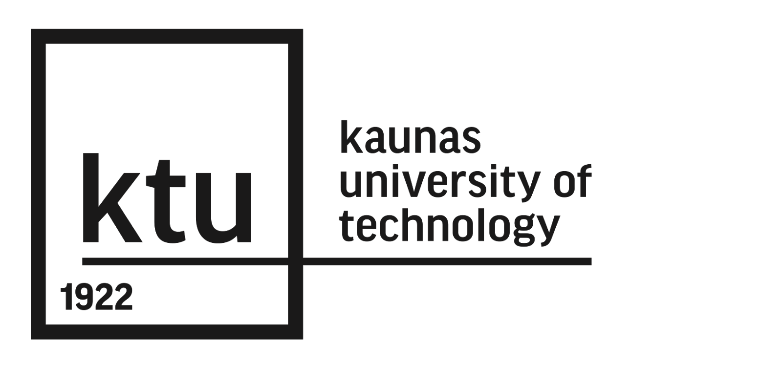 ktu
1922
kaunas
university of
technology